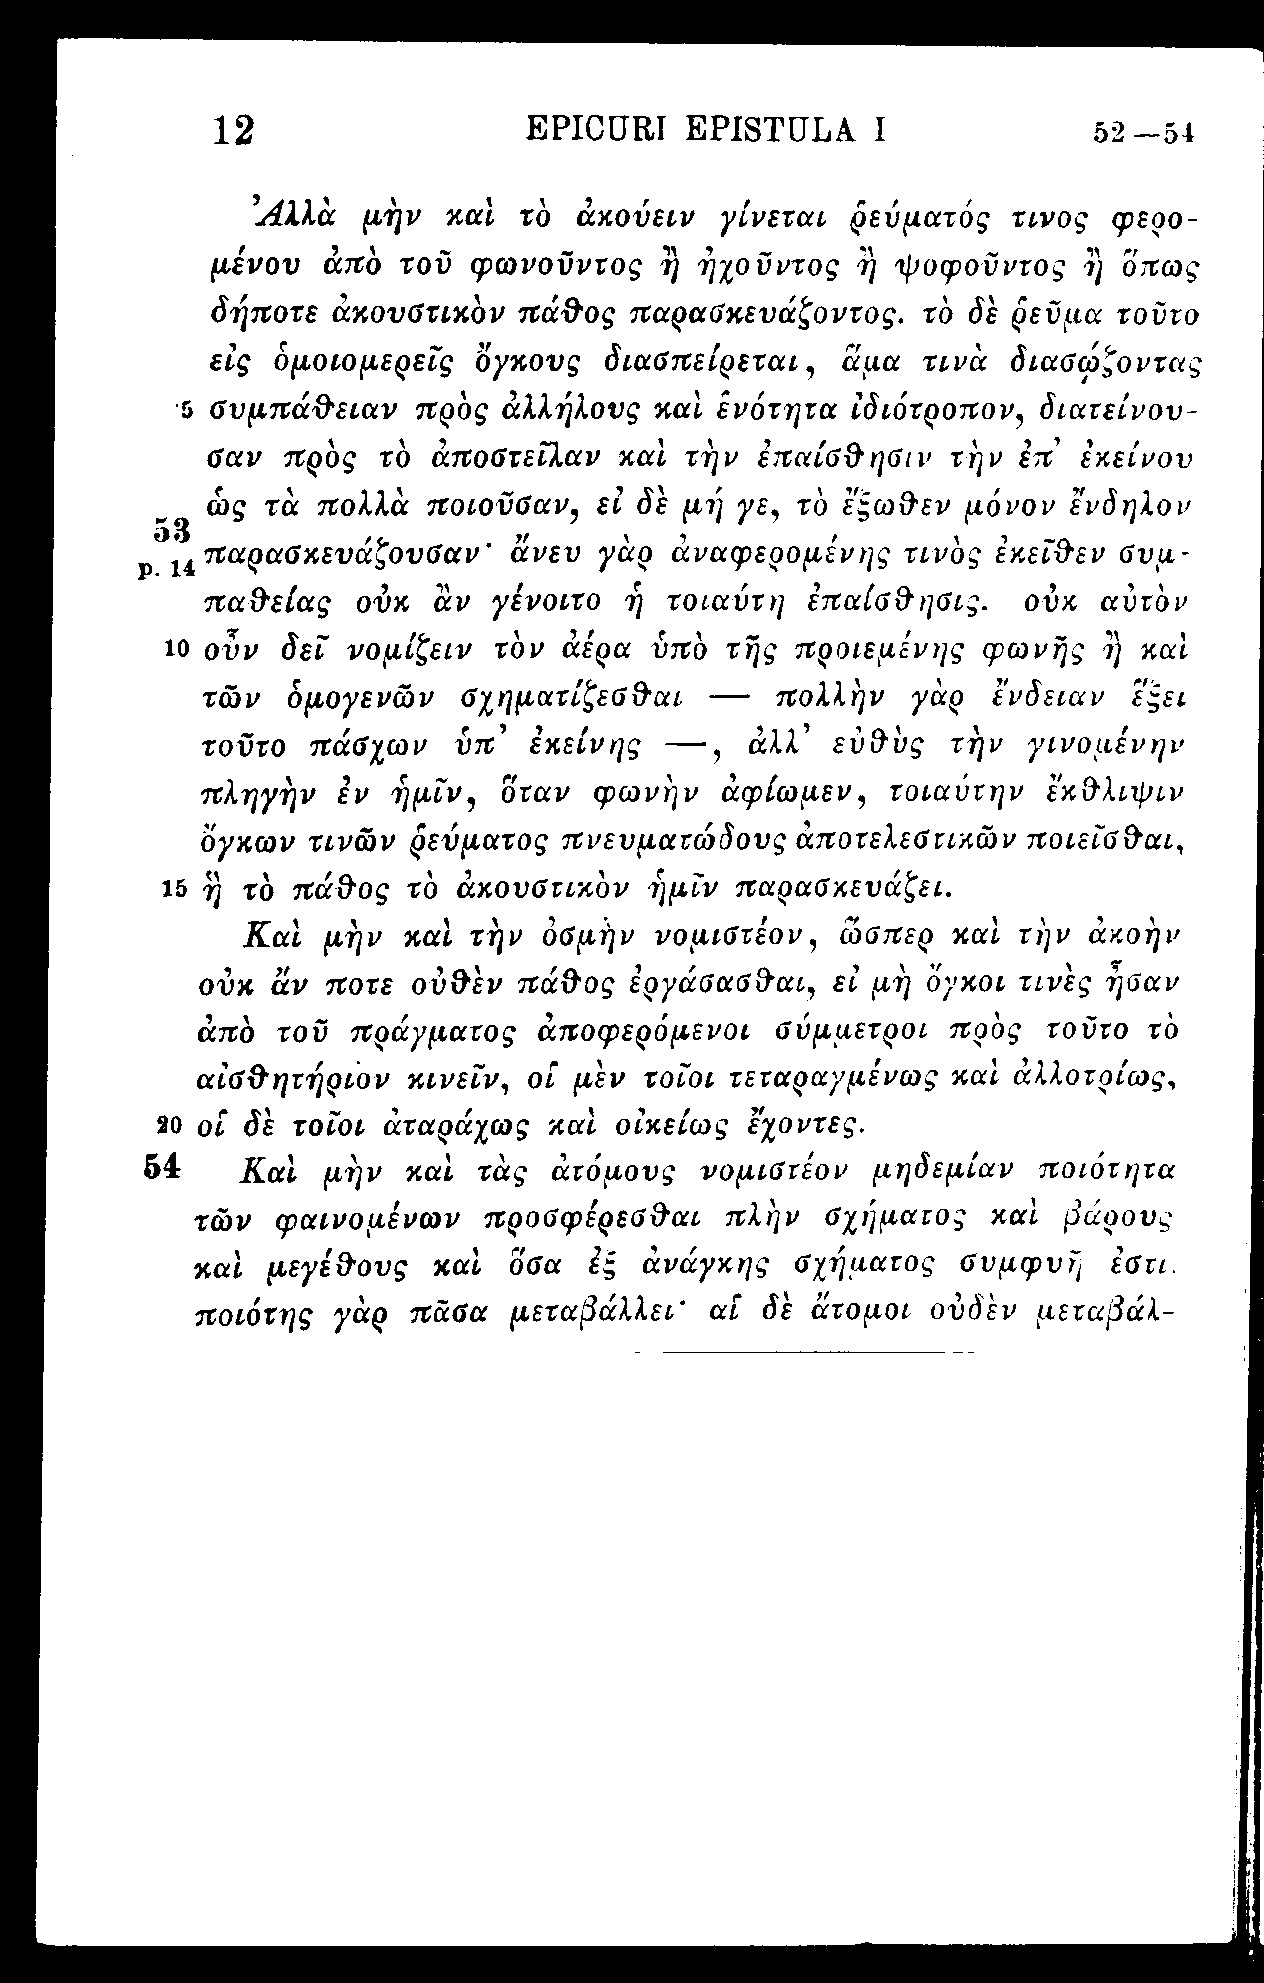 12 EPICURI EPISTULA I 52—54
Ἀλλὰ μὴν καὶ τὸ ἀκούειν γίνεται ῥεύματός τινος φερο-
μένου ἀπὸ τοῦ φωνοῦντος ἢ ἠχοῦντος ἢ ψοφοῦντος ἢ ὅπως
δήποτε ἀκουστικὸν πάθος παρασκευάζοντος. τὸ δὲ ῥεῦμα τοῦτο
εἰς ὁμοιομερεῖς ὄγκους διασπείρεται, ἅμα τινὰ διασῴζοντας
5 συμπάθειαν πρὸς ἀλλήλους καὶ ἑνότητα ἰδιότροπον, διατείνου-
σαν πρὸς τὸ ἀποστεῖλαν καὶ τὴν ἐπαίσθησιν τὴν ἐπ' ἐκείνου
ὡς τὰ πολλὰ ποιοῦσαν, εἰ δὲ μή γε, τὸ ἔξωθεν μόνον ἔνδηλον
53
p. 14 παρασκευάζουσαν· ἄνευ γὰρ ἀναφερομένης τινὸς ἐκεῖθεν συμ-
παθείας οὐκ ἂν γένοιτο ἡ τοιαύτη ἐπαίσθησις. οὐκ αὐτὸν
10 οὖν δεῖ νομίζειν τὸν ἀέρα ὑπὸ τῆς προιεμένης φωνῆς ἢ καὶ
τῶν ὁμογενῶν σχηματίζεσθαι — πολλὴν γὰρ ἔνδειαν ἕξει
τοῦτο πάσχων ὑπ' ἐκείνης —, ἀλλ' εὐθὺς τὴν γινομένην
πληγὴν ἐν ἡμῖν, ὅταν φωνὴν ἀφίωμεν, τοιαύτην ἔκθλιψιν
ὄγκων τινῶν ῥεύματος πνευματώδους ἀποτελεστικῶν ποιεῖσθαι,
15 ἣ τὸ πάθος τὸ ἀκουστικὸν ἡμῖν παρασκευάζει.
Καὶ μὴν καὶ τὴν ὀσμὴν νομιστέον, ὥσπερ καὶ τὴν ἀκοὴν
οὐκ ἄν ποτε οὐθὲν πάθος ἐργάσασθαι, εἰ μὴ ὄγκοι τινὲς ἦσαν
ἀπὸ τοῦ πράγματος ἀποφερόμενοι σύμμετροι πρὸς τοῦτο τὸ
αἰσθητήριον κινεῖν, οἳ μὲν τοῖοι τεταραγμένως καὶ ἀλλοτρίως,
20 οἳ δὲ τοῖοι ἀταράχως καὶ οἰκείως ἔχοντες.
54 Καὶ μὴν καὶ τὰς ἀτόμους νομιστέον μηδεμίαν ποιότητα
τῶν φαινομένων προσφέρεσθαι πλὴν σχήματος καὶ βάρους
καὶ μεγέθους καὶ ὅσα ἐξ ἀνάγκης σχήματος συμφυῆ ἐστι.
ποιότης γὰρ πᾶσα μεταβάλλει· αἳ δὲ ἄτομοι οὐδὲν μεταβάλ-